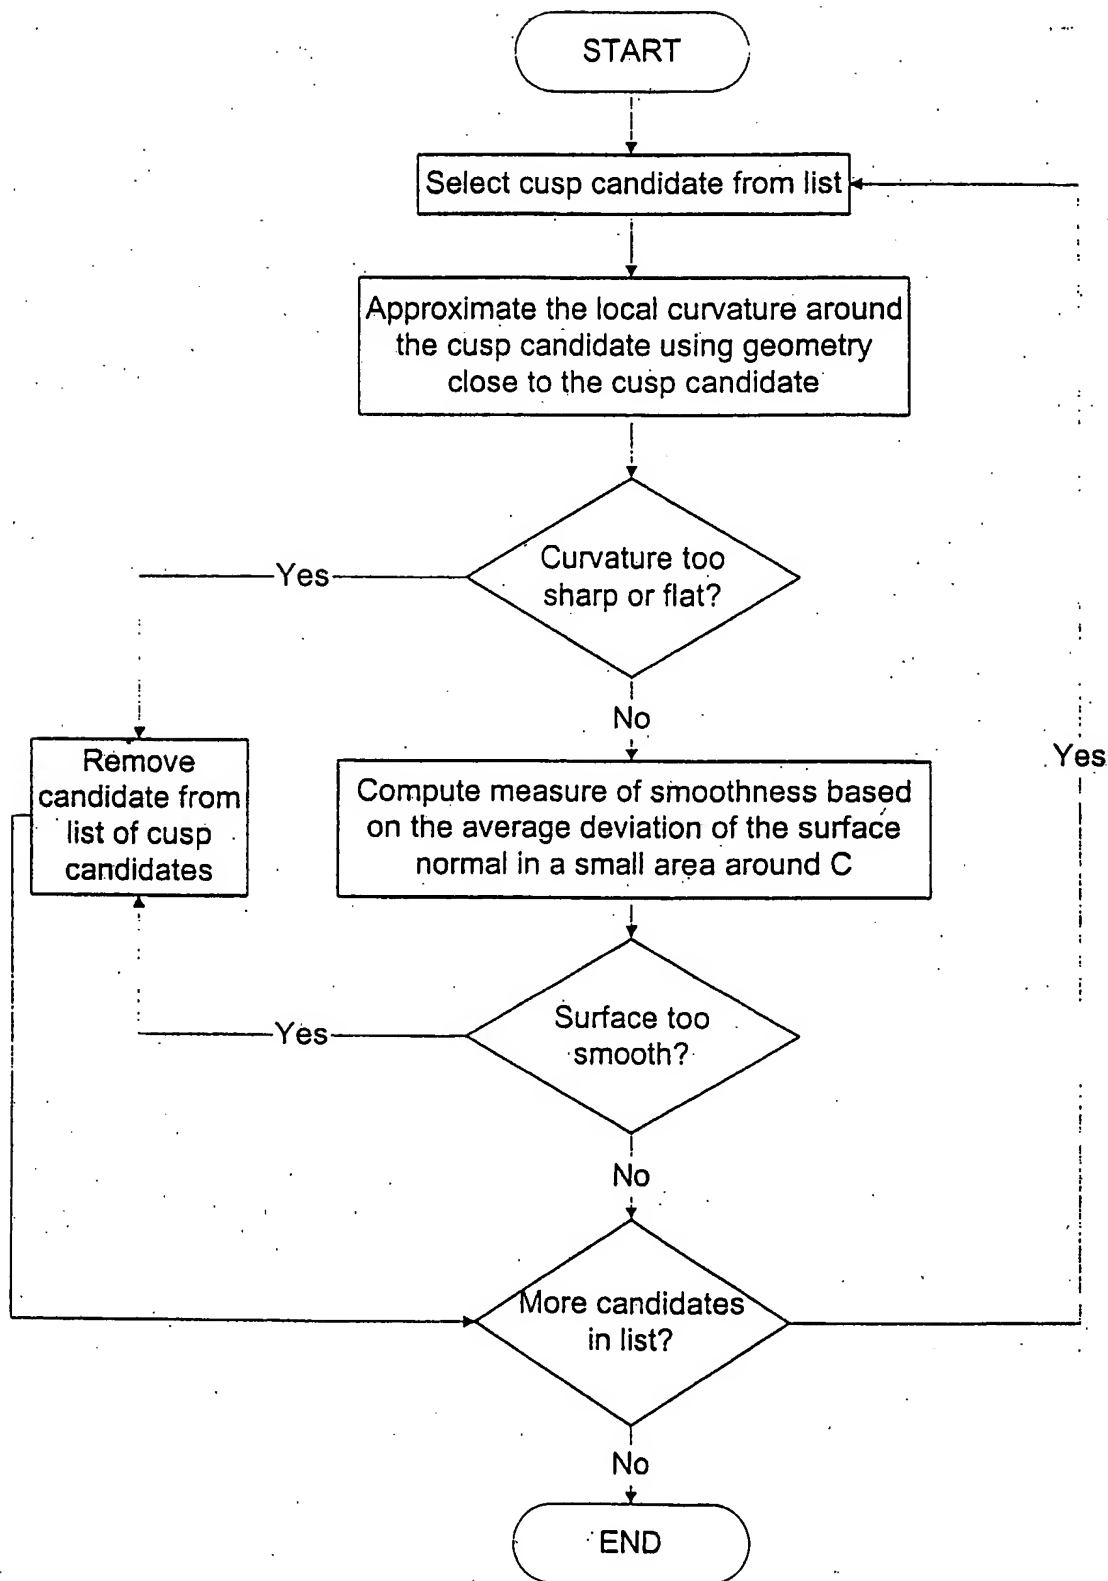 START
Select cusp candidate from list
Approximate the local curvature around
the cusp candidate using geometry
close to the cusp candidate
Curvature too
sharp or flat?
Yes
No
Remove
candidate from
list of cusp
candidates
Compute measure of smoothness based
on the average deviation of the surface
normal in a small area around C
Yes
Surface too
smooth?
Yes
No
More candidates
in list?
No
END